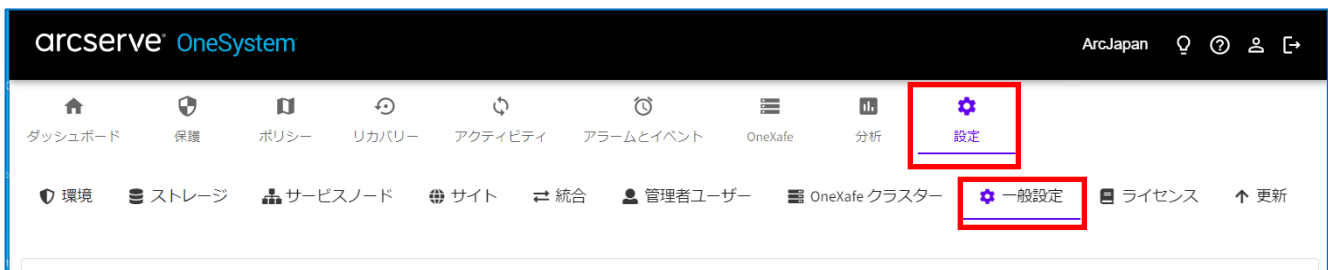 arcserve OneSystem ArcJapan
ダッシュボード 保護 ポリシー リカバリー アクティビティ アラームとイベント OneXafe 分析 設定
環境 ストレージ サービスノード サイト 統合 管理者ユーザー OneXafe クラスター 一般設定 ライセンス 更新